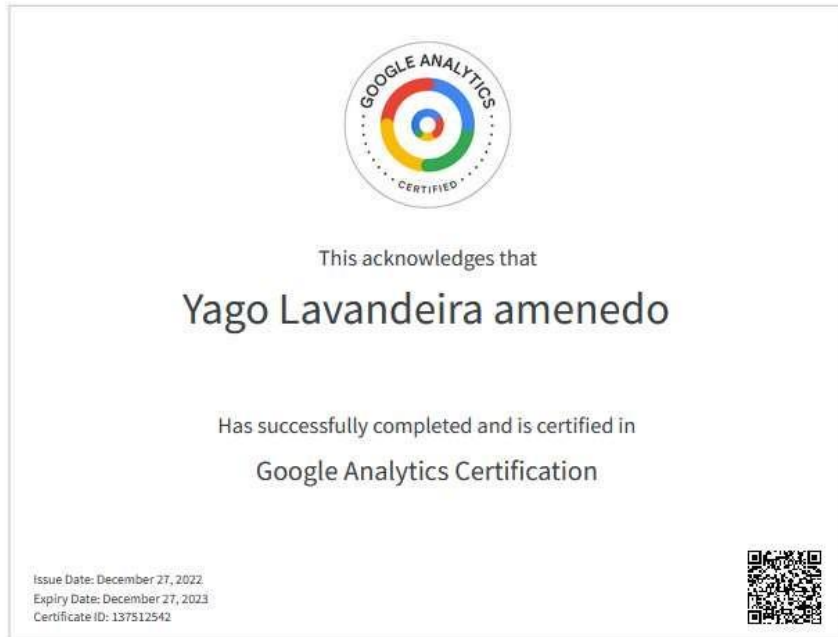 GOOGLE ANALYTICS
CERTIFIED
This acknowledges that
Yago Lavandeira amenedo
Has successfully completed and is certified in
Google Analytics Certification
Issue Date: December 27, 2022
Expiry Date: December 27, 2023
Certificate ID: 137512542